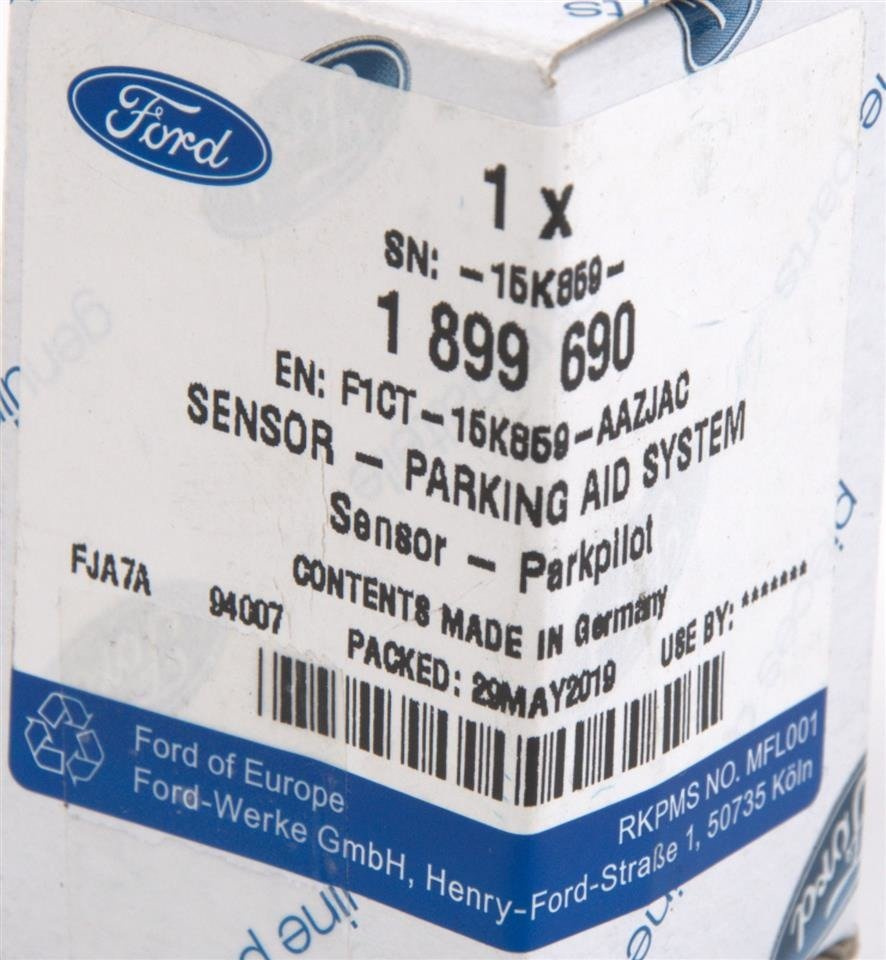 Ford
1 x
SN: -15K859-
1 899 690
EN: F1CT-15K859-AAZJAC
SENSOR - PARKING AID SYSTEM
Sensor - Parkpilot
CONTENTS MADE IN Germany
FJA7A 94007 PACKED: 29MAY2019 USE BY: *******
Ford of Europe RKPMS NO. MFL001
Ford-Werke GmbH, Henry-Ford-Straße 1, 50735 Köln
Ford